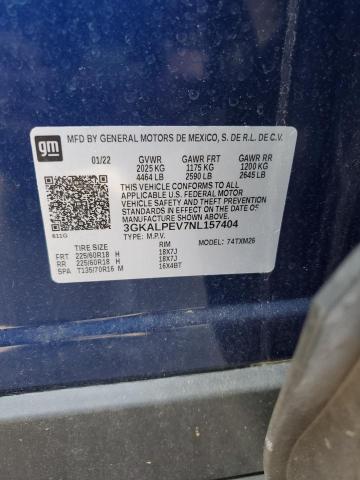 gm
MFD BY GENERAL MOTORS DE MEXICO, S. DE R.L. DE C.V.
01/22 GVWR GAWR FRT GAWR RR
2025 KG 1175 KG 1200 KG
4464 LB 2590 LB 2645 LB
THIS VEHICLE CONFORMS TO ALL
APPLICABLE U.S. FEDERAL MOTOR
VEHICLE SAFETY AND THEFT
PREVENTION STANDARDS IN EFFECT
ON THE DATE OF
MANUFACTURE SHOWN ABOVE.
3GKALPEV7NL157404
611G TYPE: M.P.V. MODEL: 74TXM26
TIRE SIZE RIM
FRT 225/60R18 H 18X7J
RR 225/60R18 H 18X7J
SPA T135/70R16 M 16X4BT